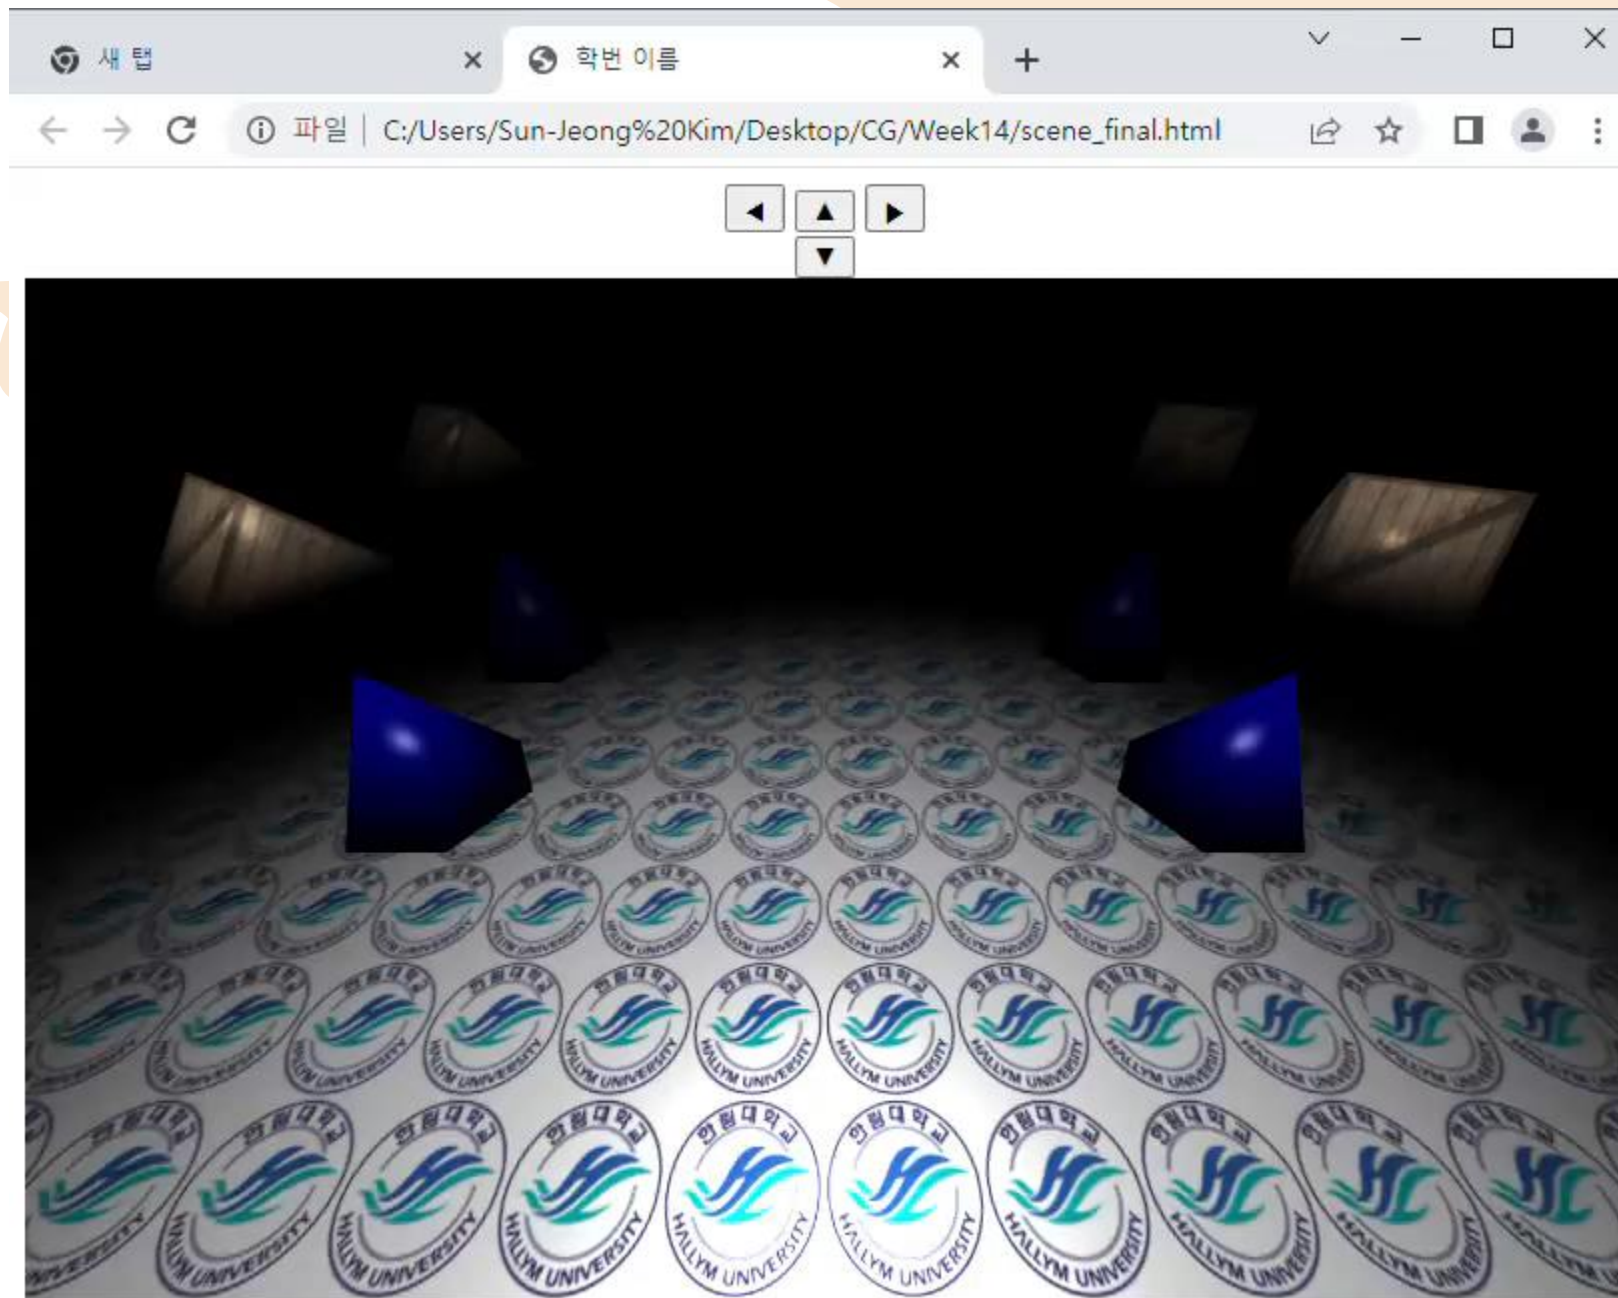 새 탭
학번 이름
파일 | C:/Users/Sun-Jeong%20Kim/Desktop/CG/Week14/scene_final.html
한림대학교
HALLYM UNIVERSITY